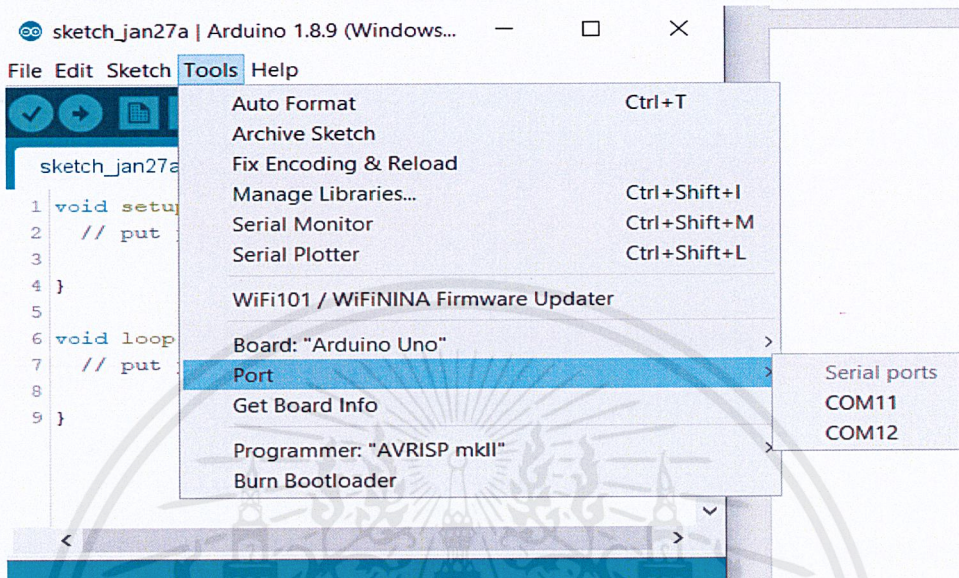 sketch_jan27a | Arduino 1.8.9 (Windows...
File Edit Sketch Tools Help
Auto Format Ctrl+T
Archive Sketch
sketch_jan27a
Fix Encoding & Reload
Manage Libraries... Ctrl+Shift+I
Serial Monitor Ctrl+Shift+M
Serial Plotter Ctrl+Shift+L
WiFi101 / WiFiNINA Firmware Updater
Board: "Arduino Uno"
Port
Get Board Info
Programmer: "AVRISP mkII"
Burn Bootloader
Serial ports
COM11
COM12
1 void setup
2 // put
3
4 }
5
6 void loop
7 // put
8
9 }